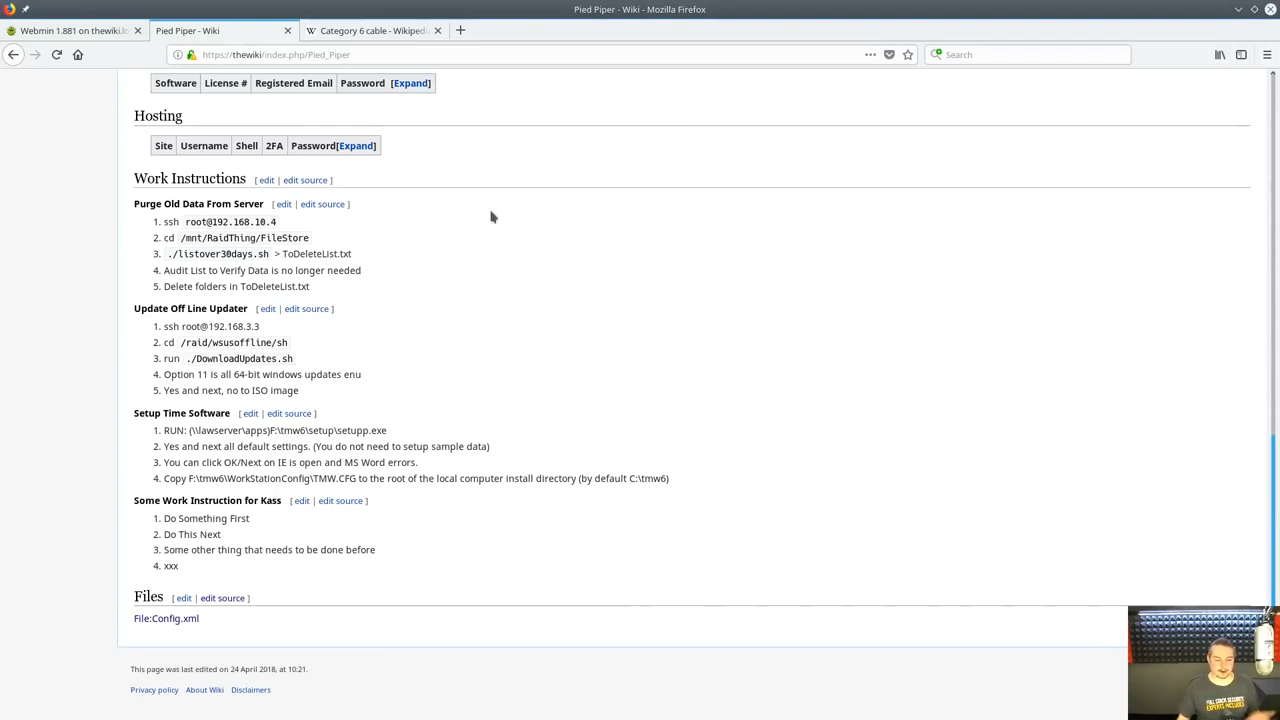 Pied Piper - Wiki - Mozilla Firefox
Webmin 1.881 on thewikiJo
Pied Piper - Wiki
W Category 6 cable - Wikipedia
https://thewiki/index.php/Pied_Piper
Search
Software License # Registered Email Password [Expand]
Hosting
Site Username Shell 2FA Password[Expand]
Work Instructions [ edit | edit source ]
Purge Old Data From Server [ edit | edit source ]
1. ssh root@192.168.10.4
2. cd /mnt/RaidThing/FileStore
3. ./listover30days.sh > ToDeleteList.txt
4. Audit List to Verify Data is no longer needed
5. Delete folders in ToDeleteList.txt
Update Off Line Updater [ edit | edit source ]
1. ssh root@192.168.3.3
2. cd /raid/wsusoffline/sh
3. run ./DownloadUpdates.sh
4. Option 11 is all 64-bit windows updates enu
5. Yes and next, no to ISO image
Setup Time Software [ edit | edit source ]
1. RUN: (\\lawserver\apps)F:\tmw6\setup\setupp.exe
2. Yes and next all default settings. (You do not need to setup sample data)
3. You can click OK/Next on IE is open and MS Word errors.
4. Copy F:\tmw6\WorkStationConfig\TMW.CFG to the root of the local computer install directory (by default C:\tmw6)
Some Work Instruction for Kass [ edit | edit source ]
1. Do Something First
2. Do This Next
3. Some other thing that needs to be done before
4. xxx
Files [ edit | edit source ]
File:Config.xml
This page was last edited on 24 April 2018, at 10:21.
Privacy policy About Wiki Disclaimers
FULL STACK SECURITY
EXPERTS INCLUDED